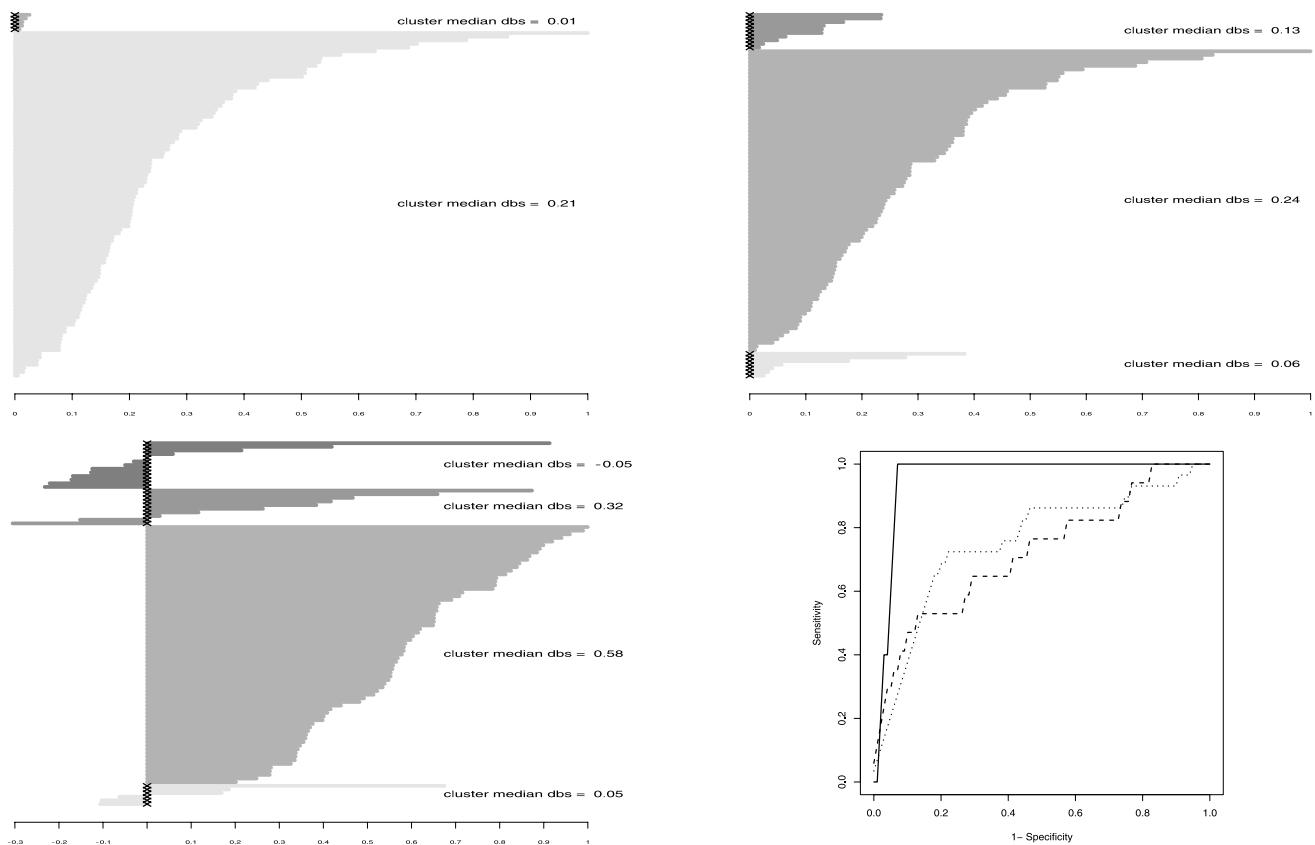 cluster median dbs = 0.01
cluster median dbs = 0.21
0 0.1 0.2 0.3 0.4 0.5 0.6 0.7 0.8 0.9 1
cluster median dbs = 0.13
cluster median dbs = 0.24
cluster median dbs = 0.06
0 0.1 0.2 0.3 0.4 0.5 0.6 0.7 0.8 0.9 1
cluster median dbs = -0.05
cluster median dbs = 0.32
cluster median dbs = 0.58
cluster median dbs = 0.05
-0.3 -0.2 -0.1 0 0.1 0.2 0.3 0.4 0.5 0.6 0.7 0.8 0.9 1
Sensitivity
1.0
0.8
0.6
0.4
0.2
0.0
0.0 0.2 0.4 0.6 0.8 1.0
1- Specificity